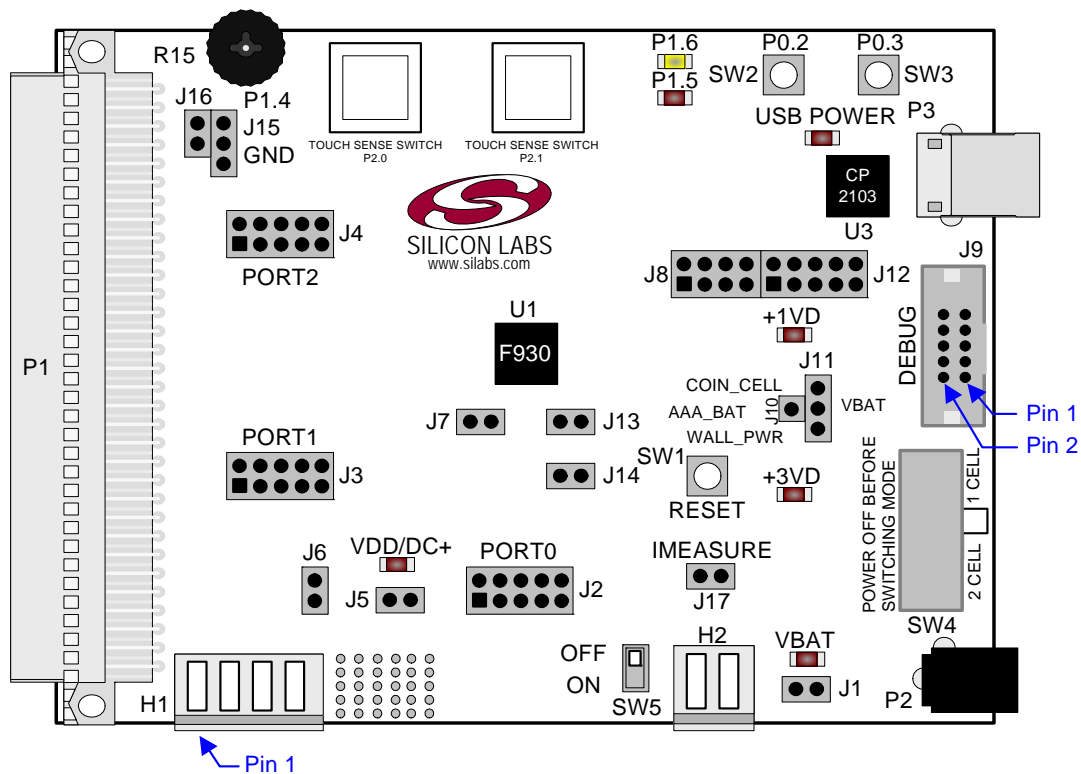 P1.6
P0.2
P0.3
R15
SW2
SW3
P1.5
J16
P1.4
USB POWER
P3
J15
GND
TOUCH SENSE SWITCH
P2.0
TOUCH SENSE SWITCH
P2.1
CP
2103
U3
J4
SILICON LABS
www.silabs.com
PORT2
J8
J12
J9
U1
+1VD
F930
DEBUG
P1
J11
COIN_CELL
J10
AAA_BAT
VBAT
WALL_PWR
J7
J13
Pin 1
Pin 2
PORT1
SW1
J3
J14
+3VD
RESET
POWER OFF BEFORE
SWITCHING MODE
1 CELL
2 CELL
J6
VDD/DC+
PORT0
IMEASURE
J5
J2
J17
SW4
H2
VBAT
OFF
ON
SW5
J1
P2
H1
Pin 1